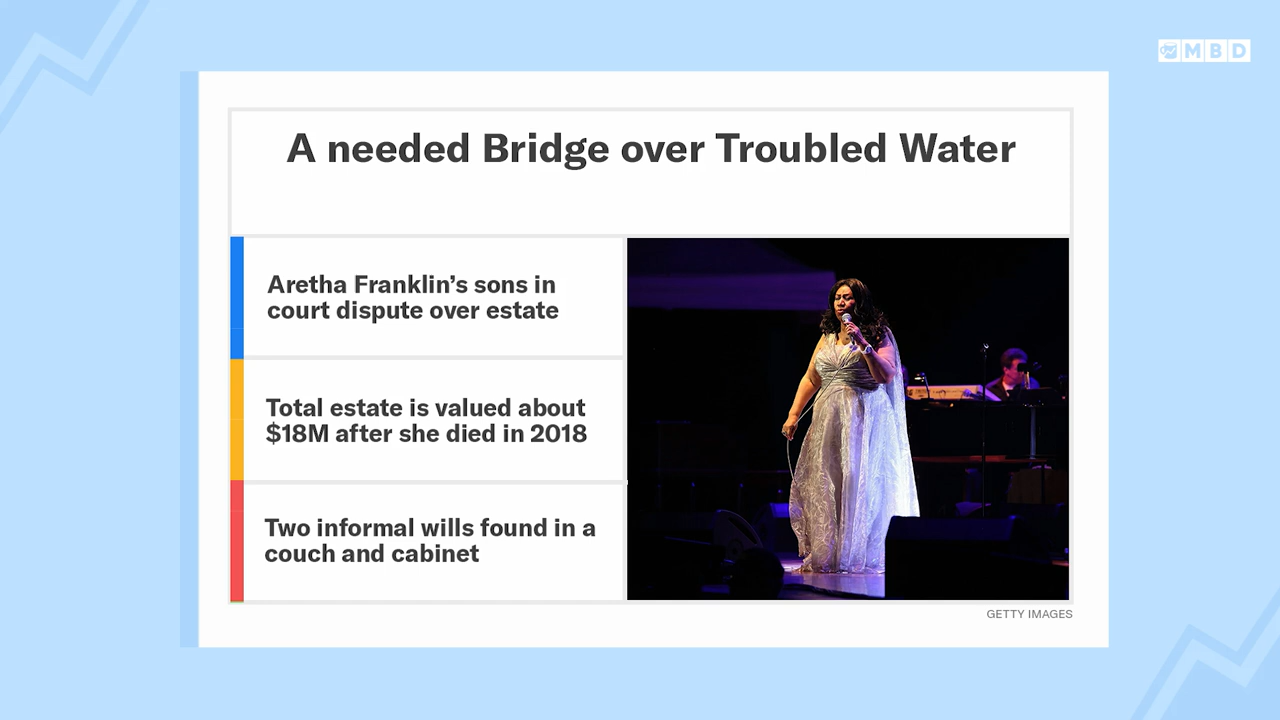 MBD
A needed Bridge over Troubled Water
Aretha Franklin’s sons in
court dispute over estate
Total estate is valued about
$18M after she died in 2018
Two informal wills found in a
couch and cabinet
GETTY IMAGES